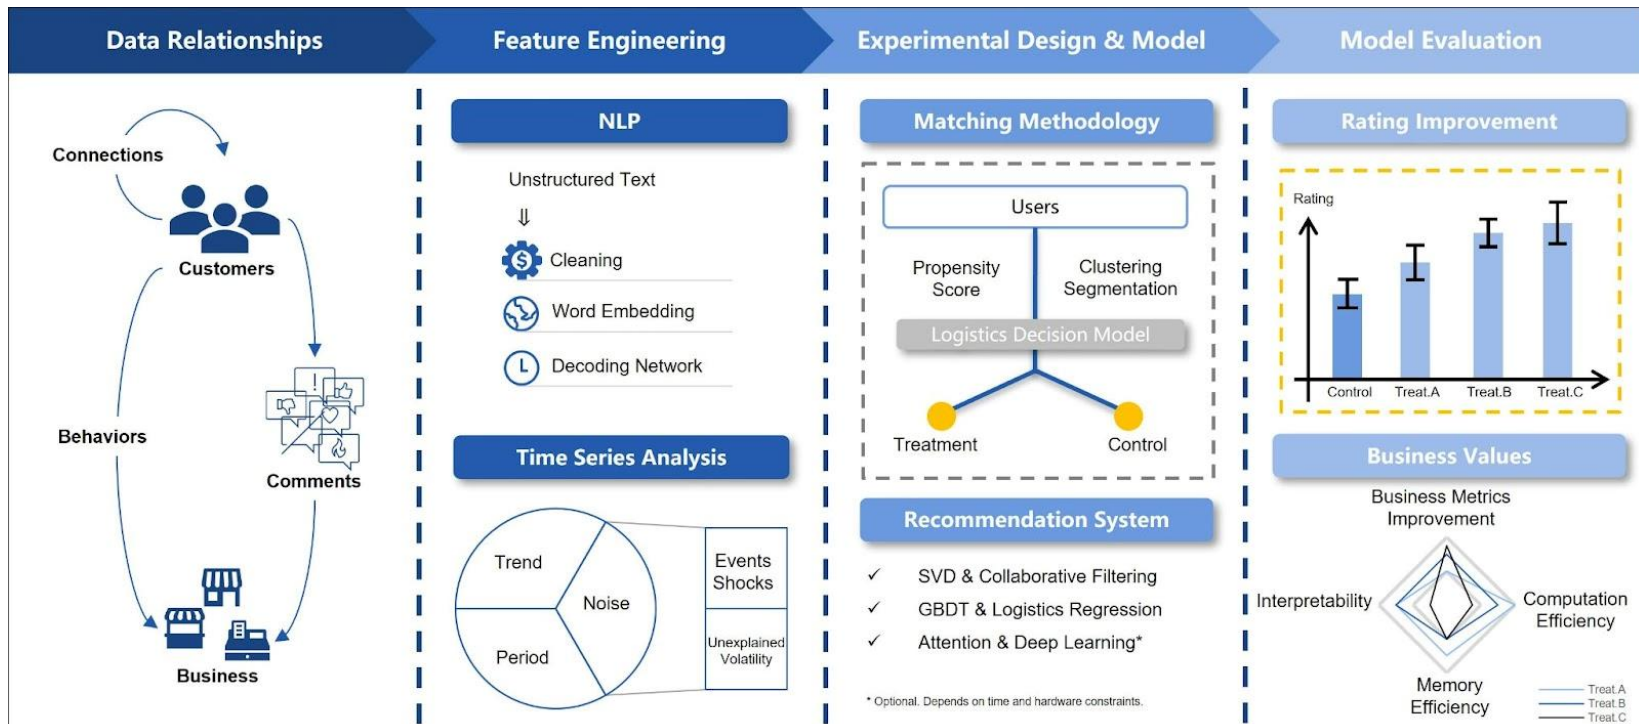 Data Relationships
Feature Engineering
Experimental Design & Model
Model Evaluation
Connections
Customers
Behaviors
Comments
Business
NLP
Unstructured Text
⇓
$
Cleaning
Word Embedding
Decoding Network
Time Series Analysis
Trend
Period
Noise
Events
Shocks
Unexplained
Volatility
Matching Methodology
Users
Propensity
Score
Clustering
Segmentation
Logistics Decision Model
Treatment
Control
Recommendation System
✓ SVD & Collaborative Filtering
✓ GBDT & Logistics Regression
✓ Attention & Deep Learning*
* Optional. Depends on time and hardware constraints.
Rating Improvement
Rating
Control
Treat.A
Treat.B
Treat.C
Business Values
Business Metrics
Improvement
Interpretability
Computation
Efficiency
Memory
Efficiency
Treat.A
Treat.B
Treat.C